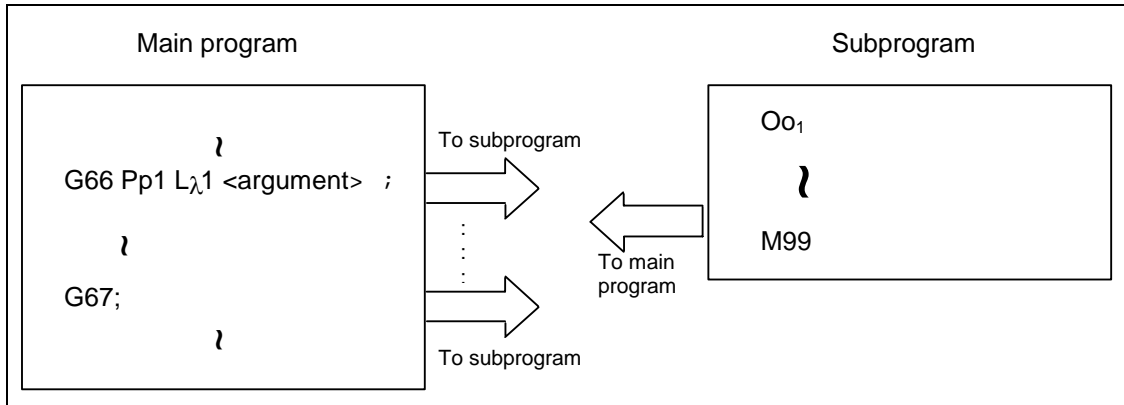 Main program
Subprogram
~
G66 Pp1 Lλ1 <argument> ;
~
G67;
~
To subprogram
To subprogram
To main
program
Oo₁
~
M99